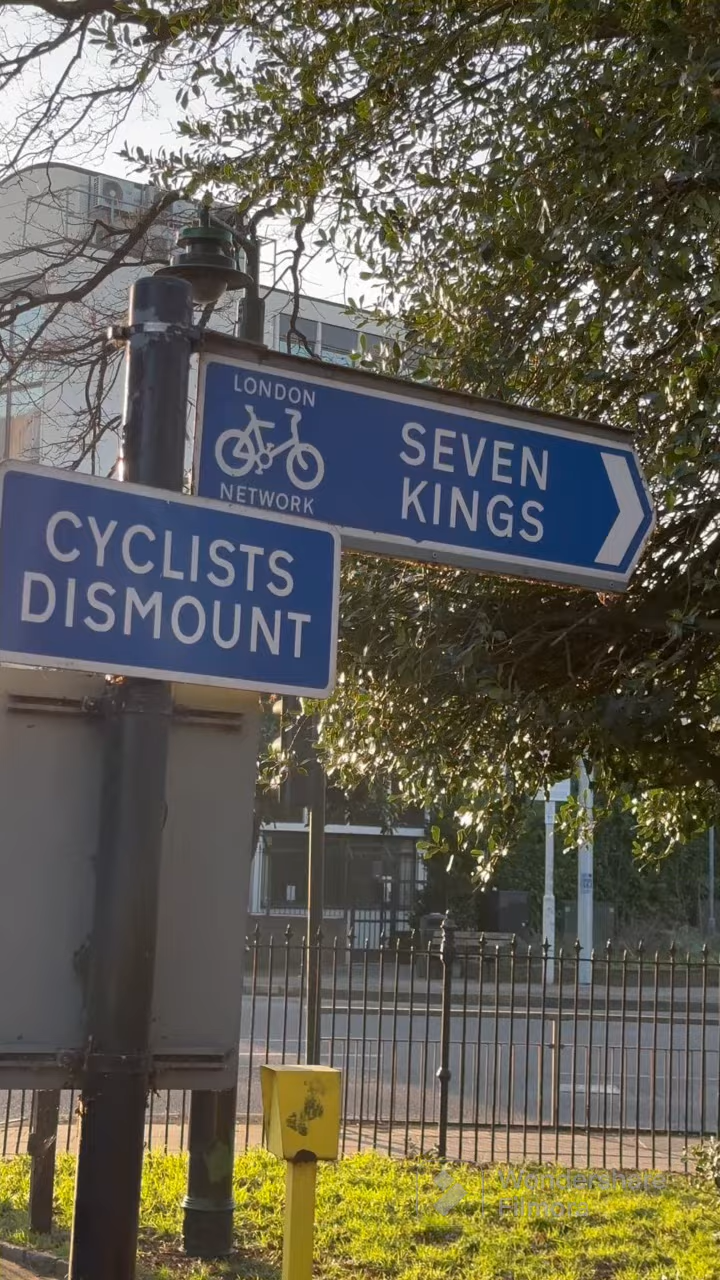 LONDON
NETWORK
SEVEN
KINGS
CYCLISTS
DISMOUNT
Wondershare
Filmora